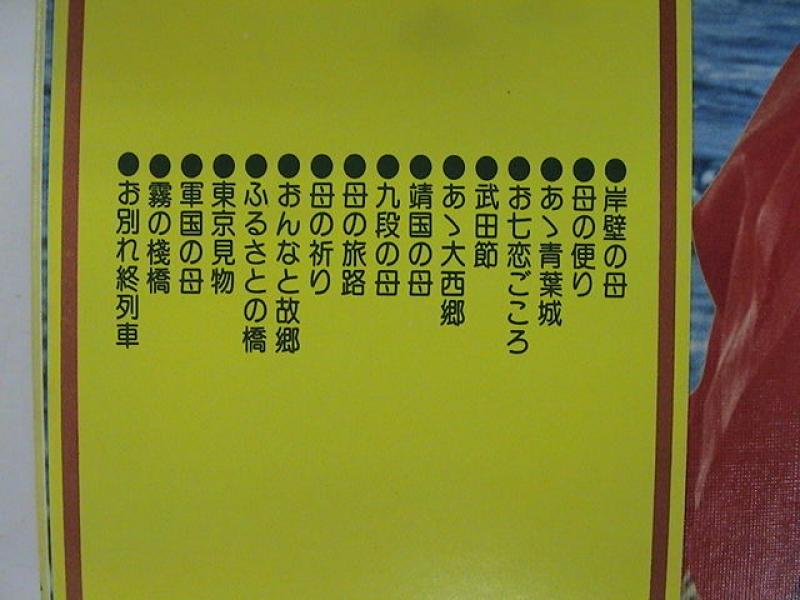 ●岸壁の母
●母の便り
●あゝ青葉城
●お七恋ごころ
●武田節
●あゝ大西郷
●靖国の母
●九段の母
●母の旅路
●母の祈り
●おんなと故郷
●ふるさとの橋
●東京見物
●軍国の母
●霧の棧橋
●お別れ終列車